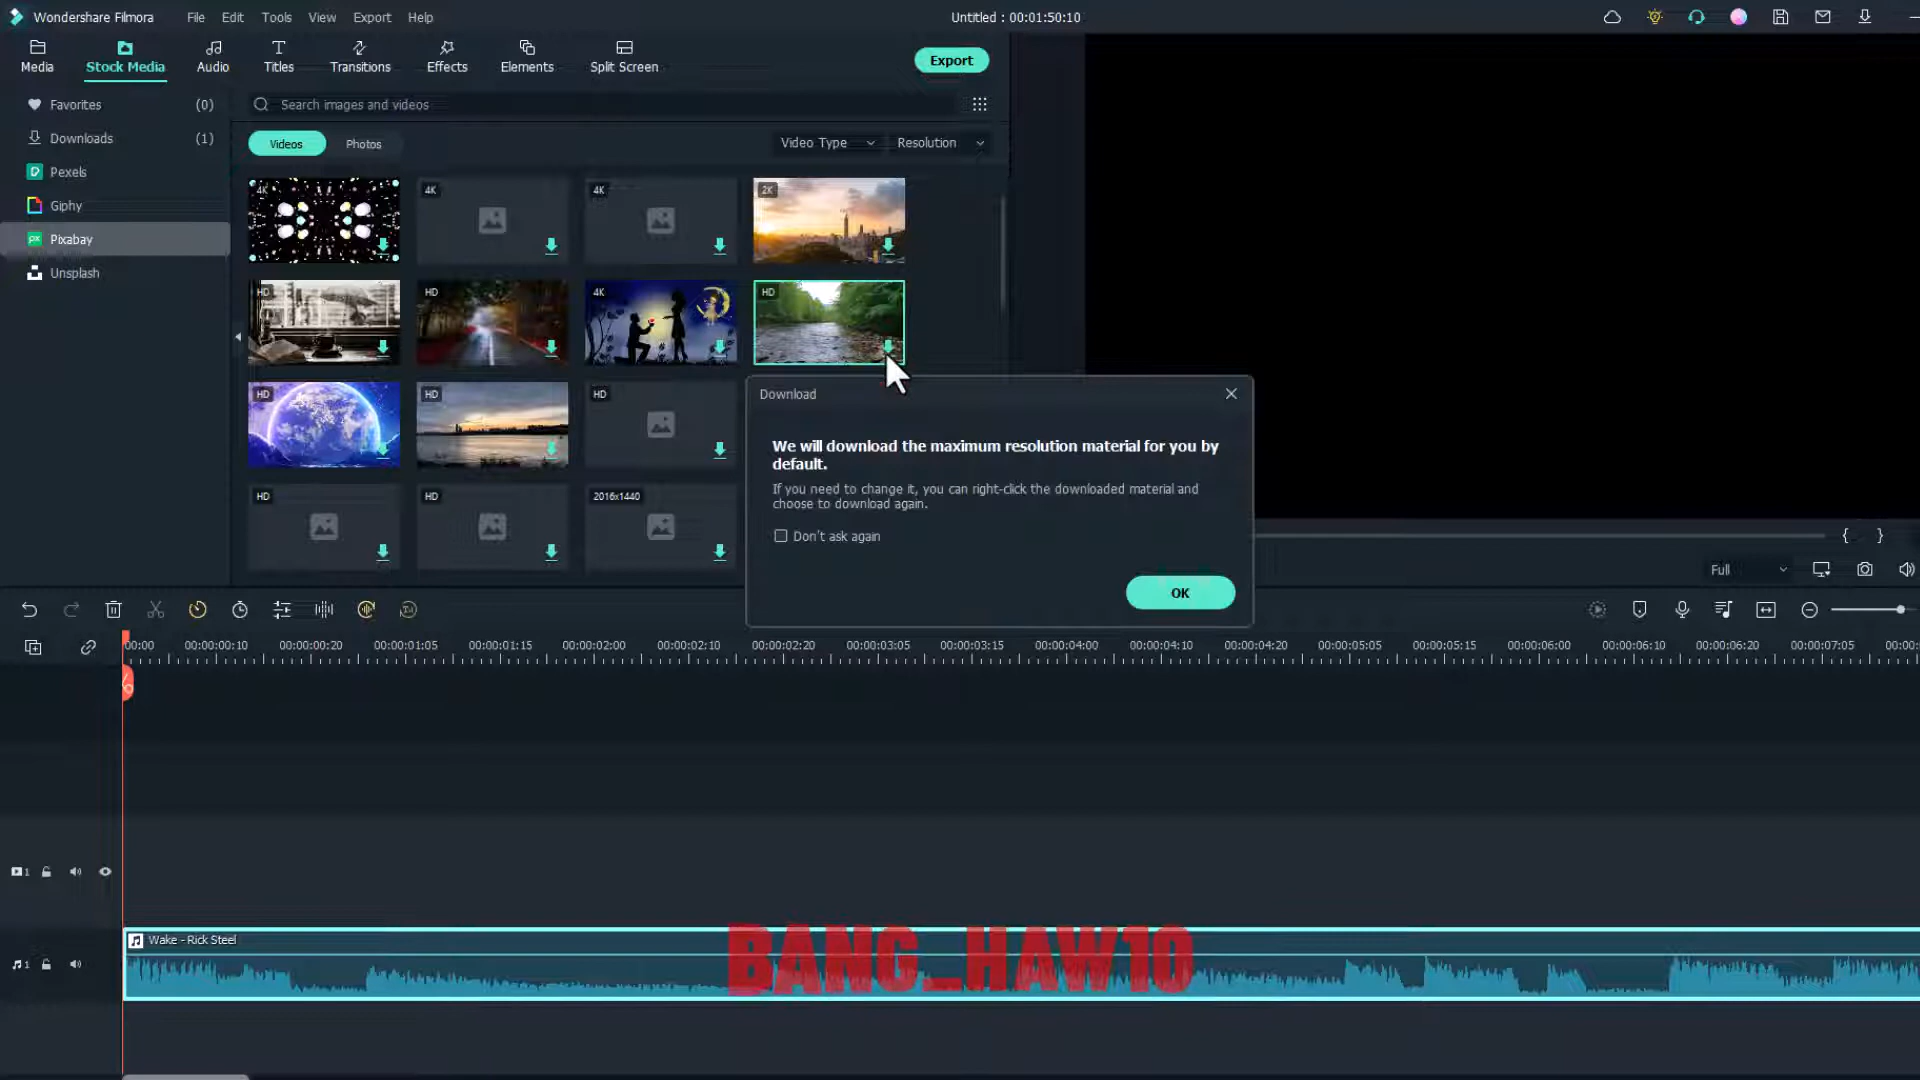 Wondershare Filmora
File
Edit
Tools
View
Export
Help
Untitled : 00:01:50:10
Media
Stock Media
Audio
Titles
Transitions
Effects
Elements
Split Screen
Export
Favorites (0)
Downloads (1)
Pexels
Giphy
Pixabay
Unsplash
Search images and videos
Videos
Photos
Video Type
Resolution
4K
4K
4K
2K
HD
HD
4K
HD
HD
HD
HD
HD
HD
2016x1440
Download
We will download the maximum resolution material for you by
default.
If you need to change it, you can right-click the downloaded material and
choose to download again.
Don't ask again
OK
Full
{ }
:00:00 00:00:00:10 00:00:00:20 00:00:01:05 00:00:01:15 00:00:02:00 00:00:02:10 00:00:02:20 00:00:03:05 00:00:03:15 00:00:04:00 00:00:04:10 00:00:04:20 00:00:05:05 00:00:05:15 00:00:06:00 00:00:06:10 00:00:06:20 00:00:07:05 00:00:
1
Wake - Rick Steel
1
BANG_HAW10